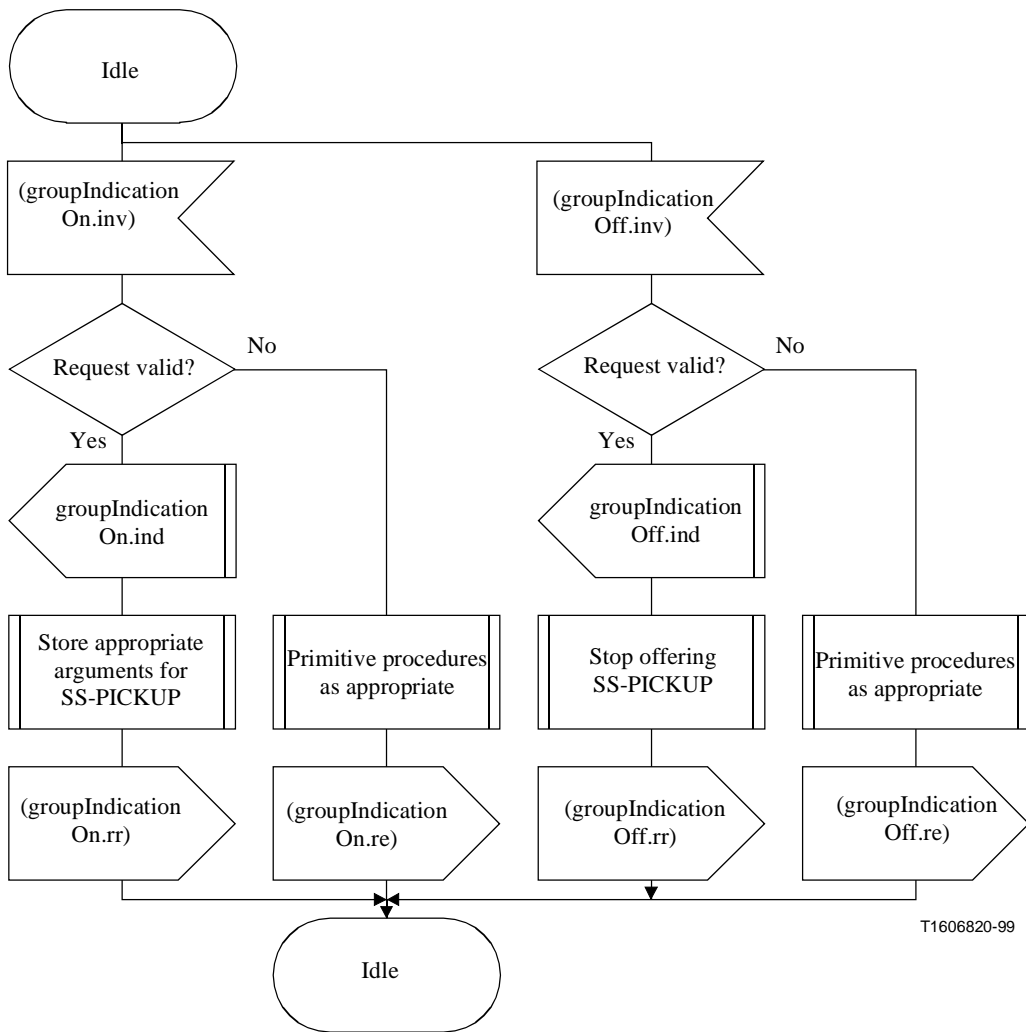 Idle
(groupIndication
On.inv)
(groupIndication
Off.inv)
Request valid?
No
Yes
Request valid?
No
Yes
groupIndication
On.ind
groupIndication
Off.ind
Store appropriate
arguments for
SS-PICKUP
Primitive procedures
as appropriate
Stop offering
SS-PICKUP
Primitive procedures
as appropriate
(groupIndication
On.rr)
(groupIndication
On.re)
(groupIndication
Off.rr)
(groupIndication
Off.re)
T1606820-99
Idle